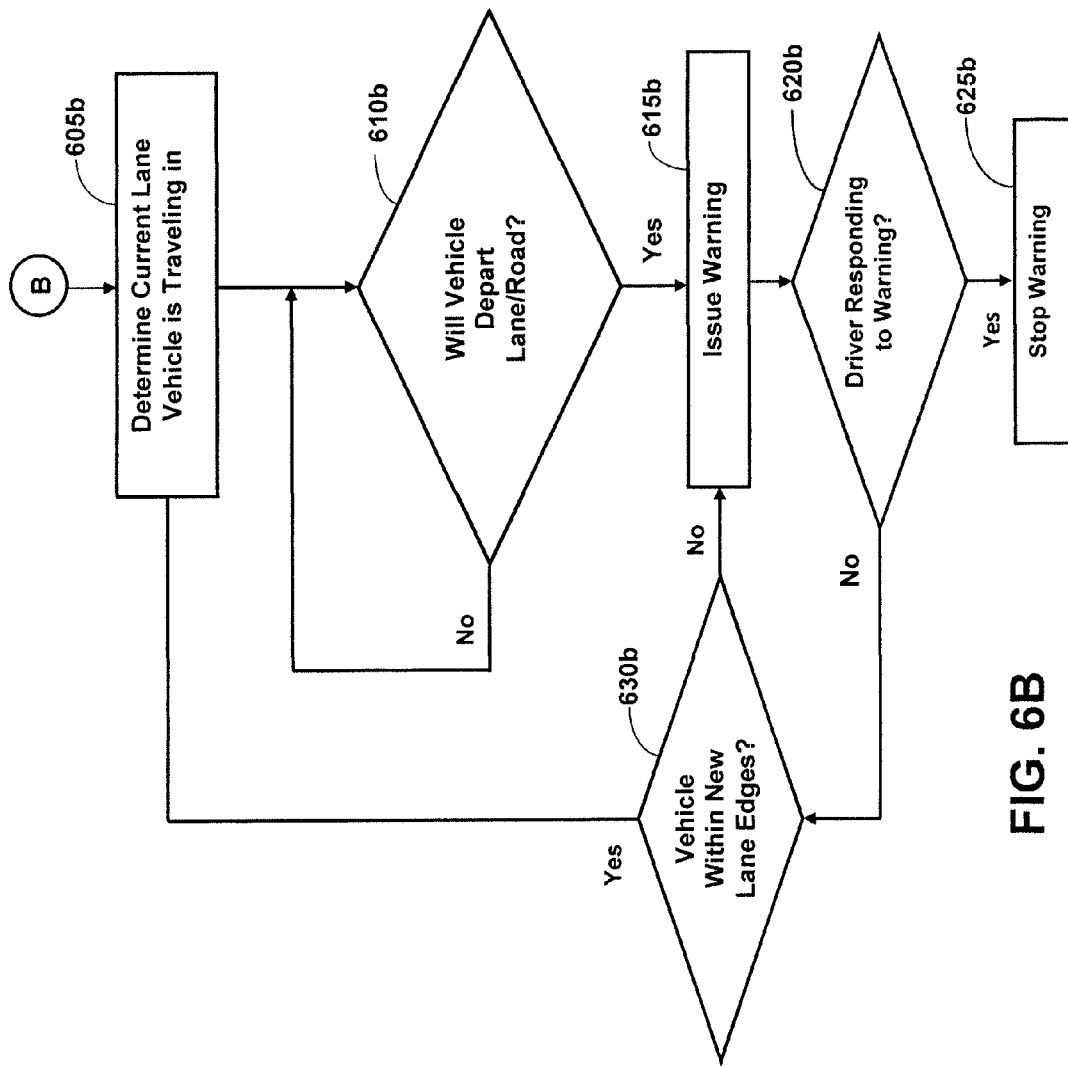 B
605b
Determine Current Lane
Vehicle is Traveling in
610b
Will Vehicle
Depart
Lane/Road?
No
Yes
615b
Issue Warning
620b
Driver Responding
to Warning?
No
Yes
625b
Stop Warning
630b
Vehicle
Within New
Lane Edges?
No
Yes
FIG. 6B